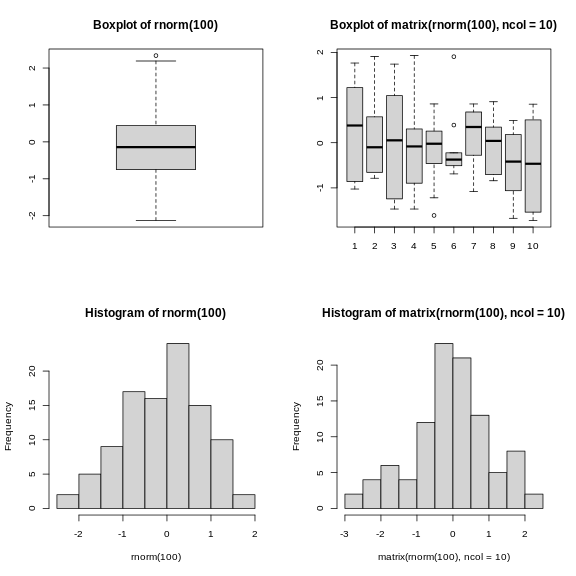 Boxplot of rnorm(100)
2
1
0
-1
-2
Boxplot of matrix(rnorm(100), ncol = 10)
2
1
0
-1
1 2 3 4 5 6 7 8 9 10
Histogram of rnorm(100)
Frequency
20
15
10
5
0
-2 -1 0 1 2
rnorm(100)
Histogram of matrix(rnorm(100), ncol = 10)
Frequency
20
15
10
5
0
-3 -2 -1 0 1 2
matrix(rnorm(100), ncol = 10)